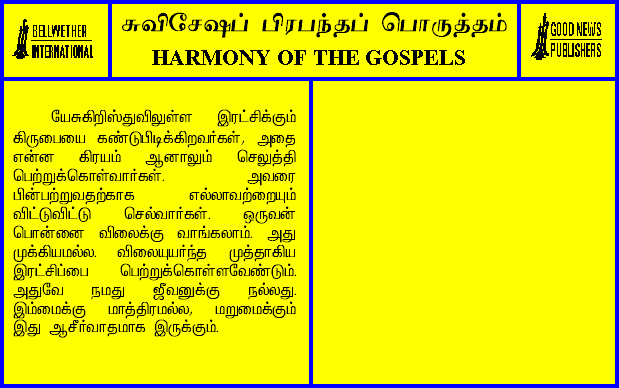 BELLWETHER
INTERNATIONAL
சுவிசேஷப் பிரபந்தப் பொருத்தம்
HARMONY OF THE GOSPELS
GOOD NEWS
PUBLISHERS
யேசுகிறிஸ்துவிலுள்ள இரட்சிக்கும்
கிருபையை கண்டுபிடிக்கிறவர்கள், அதை
என்ன கிரயம் ஆனாலும் செலுத்தி
பெற்றுக்கொள்வார்கள். அவரை
பின்பற்றுவதற்காக எல்லாவற்றையும்
விட்டுவிட்டு செல்வார்கள். ஒருவன்
பொன்னை விலைக்கு வாங்கலாம். அது
முக்கியமல்ல. விலையுயர்ந்த முத்தாகிய
இரட்சிப்பை பெற்றுக்கொள்ளவேண்டும்.
அதுவே நமது ஜீவனுக்கு நல்லது.
இம்மைக்கு மாத்திரமல்ல, மறுமைக்கும்
இது ஆசீர்வாதமாக இருக்கும்.